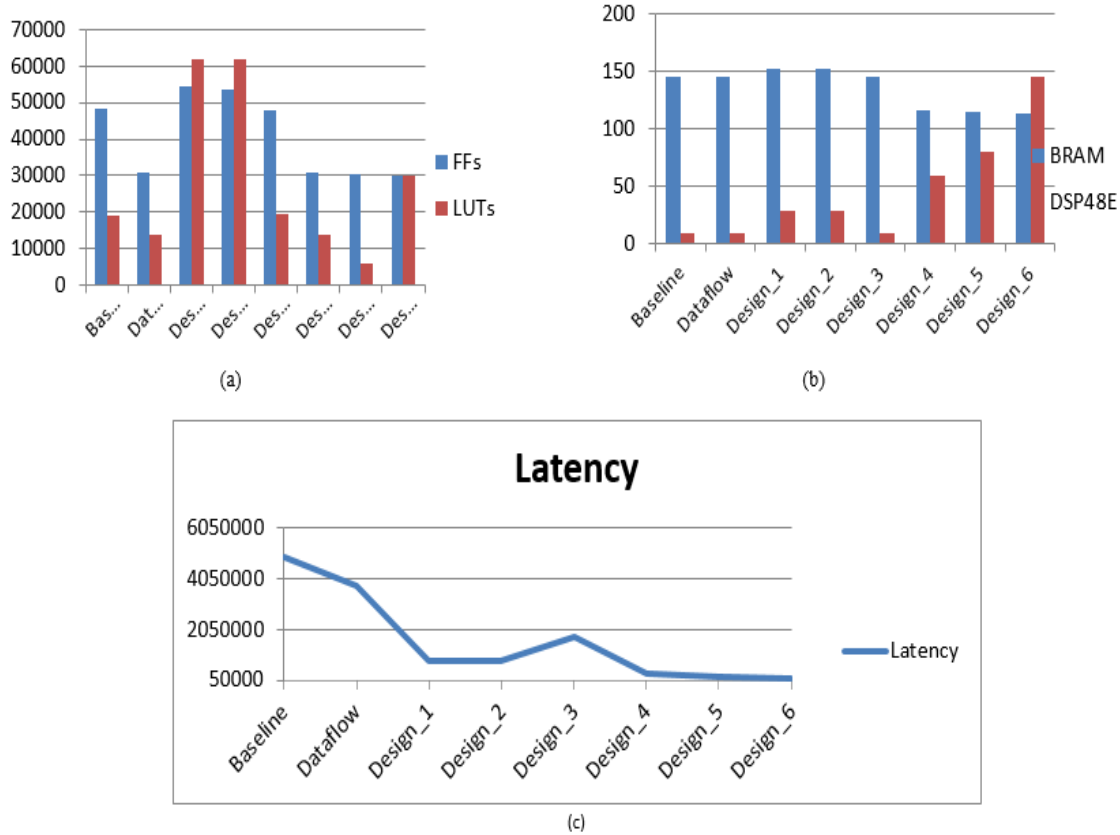 70000
60000
50000
40000
30000
20000
10000
0
Bas...
Dat...
Des...
Des...
Des...
Des...
Des...
Des...
FFs
LUTs
(a)
200
150
100
50
0
Baseline
Dataflow
Design_1
Design_2
Design_3
Design_4
Design_5
Design_6
BRAM
DSP48E
(b)
Latency
6050000
4050000
2050000
50000
Baseline
Dataflow
Design_1
Design_2
Design_3
Design_4
Design_5
Design_6
Latency
(c)